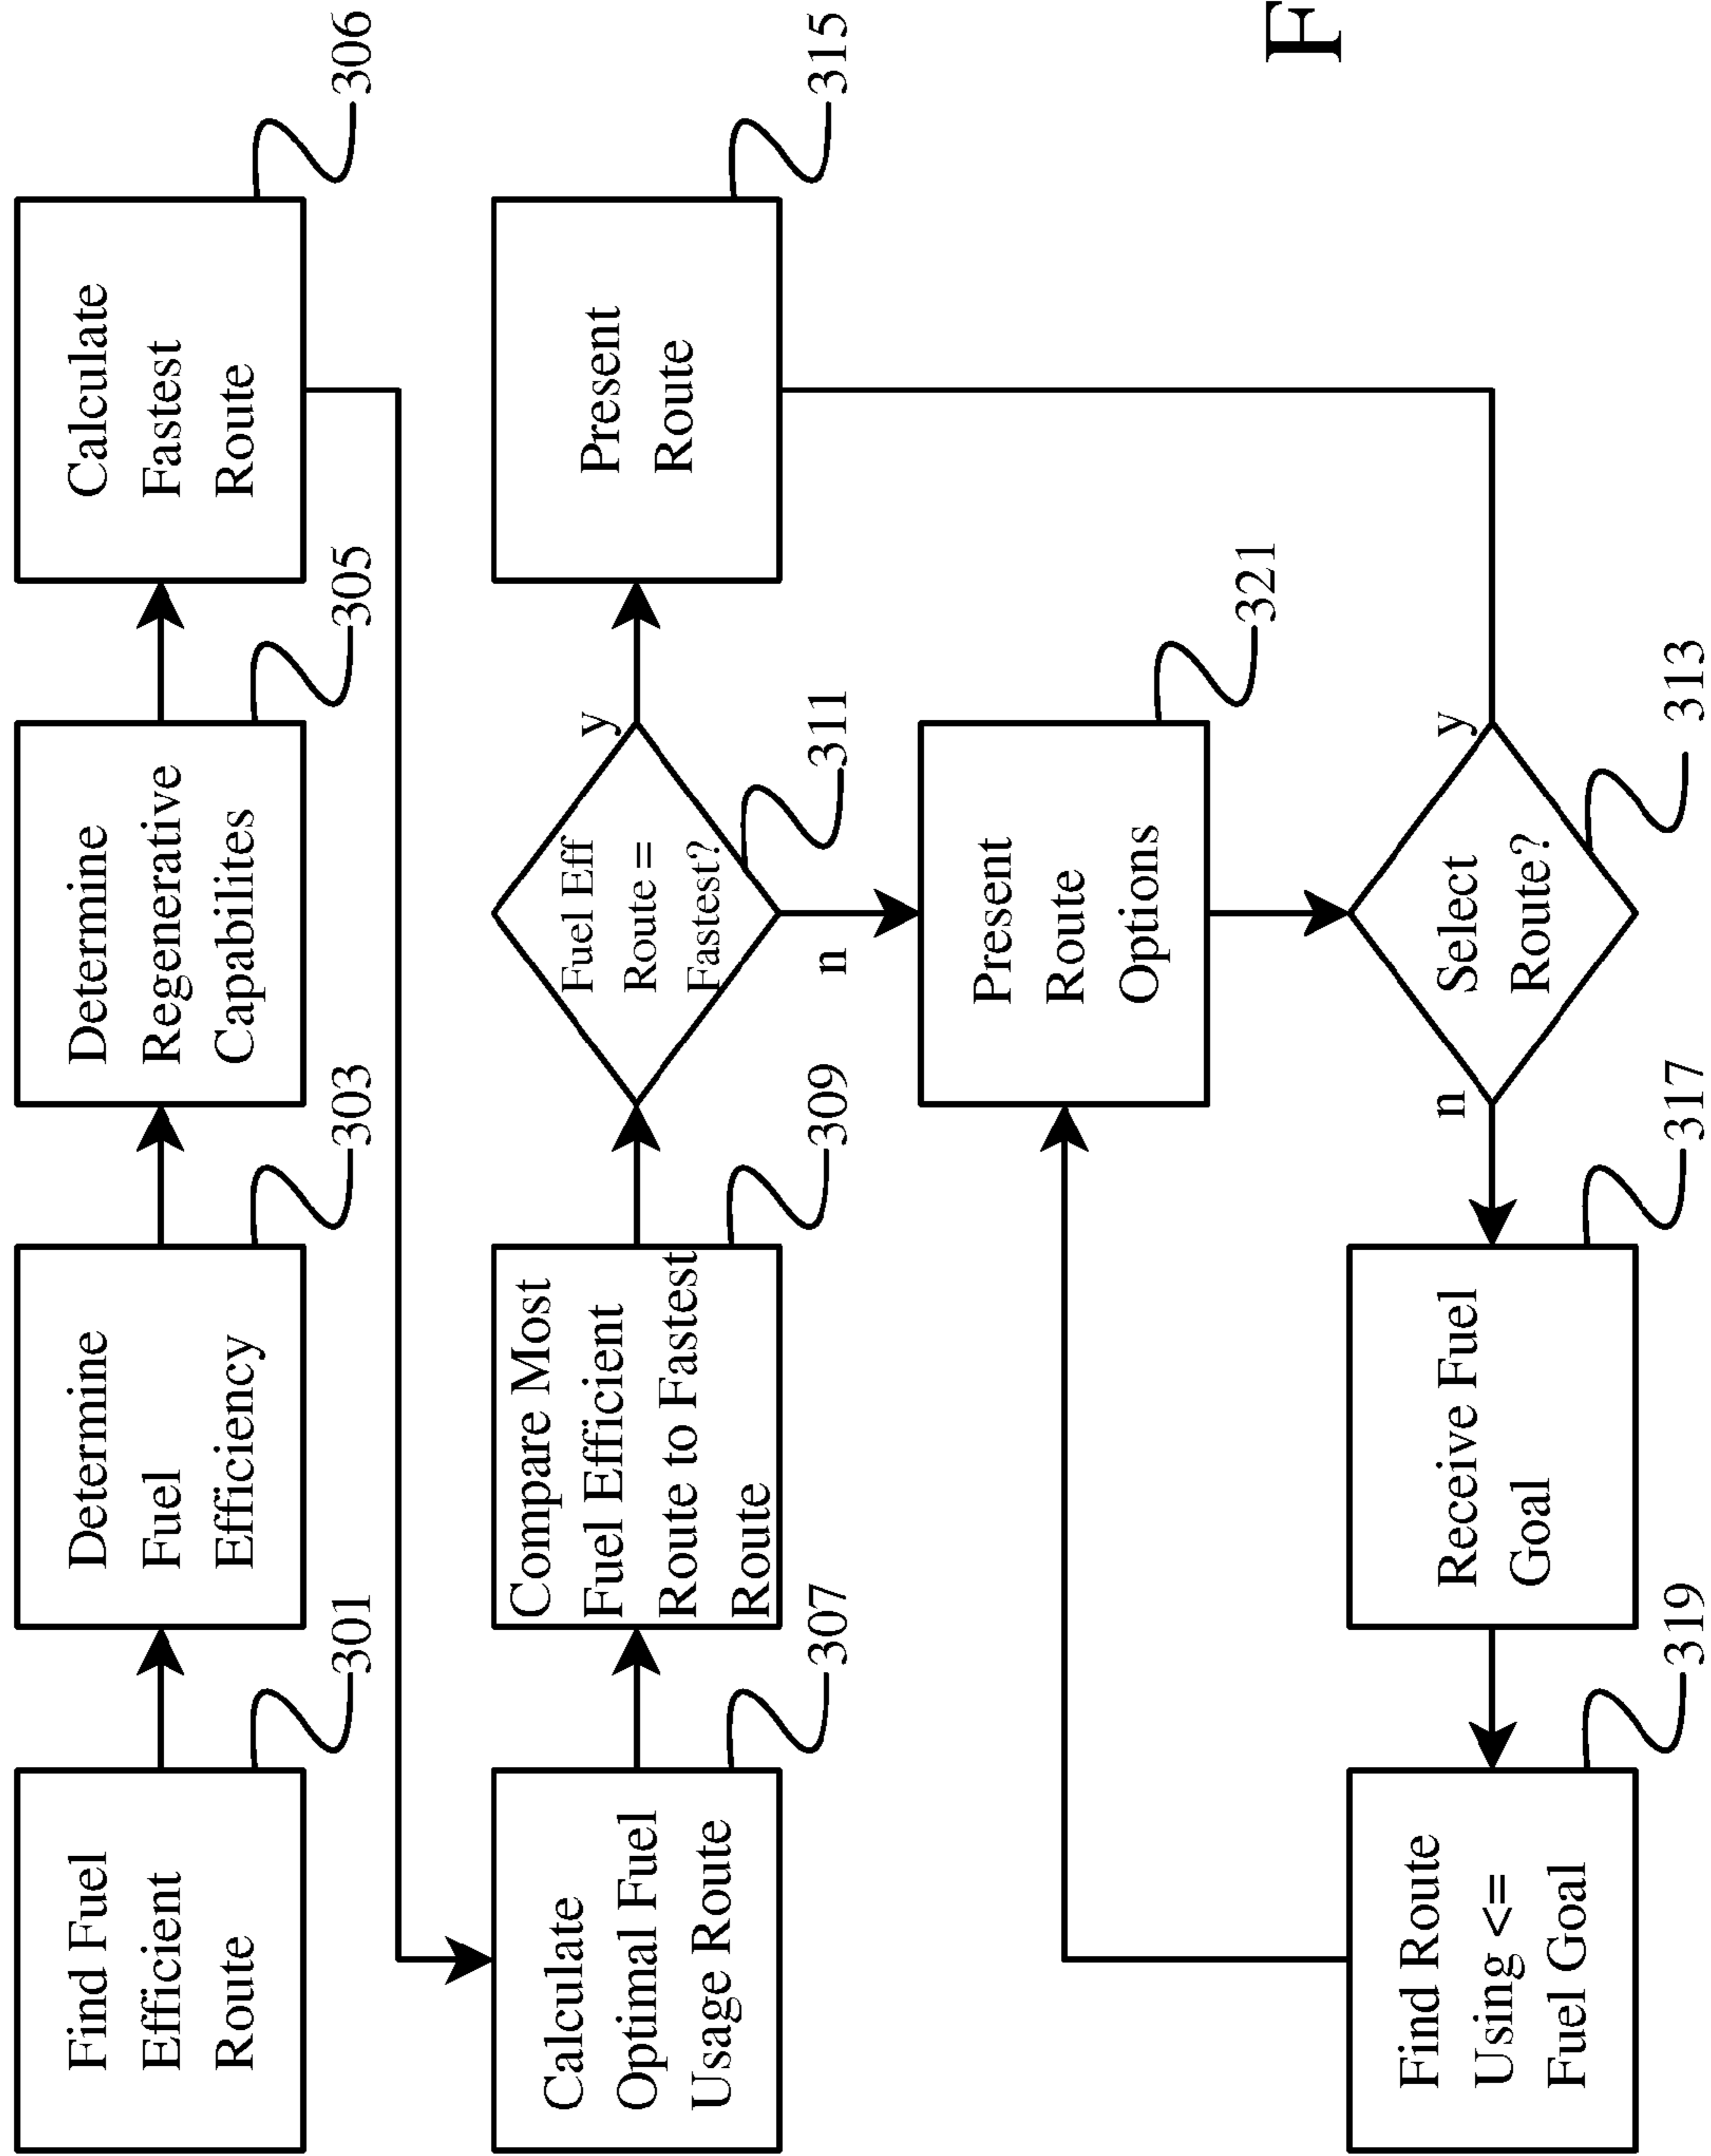 Find Fuel
Efficient
Route
301
Determine
Fuel
Efficiency
303
Determine
Regenerative
Capabilites
305
Calculate
Fastest
Route
306
Calculate
Optimal Fuel
Usage Route
307
Compare Most
Fuel Efficient
Route to Fastest
Route
309
Fuel Eff
Route =
Fastest?
y
n
311
Present
Route
315
Present
Route
Options
321
Select
Route?
y
n
313
Receive Fuel
Goal
317
Find Route
Using <=
Fuel Goal
319
F